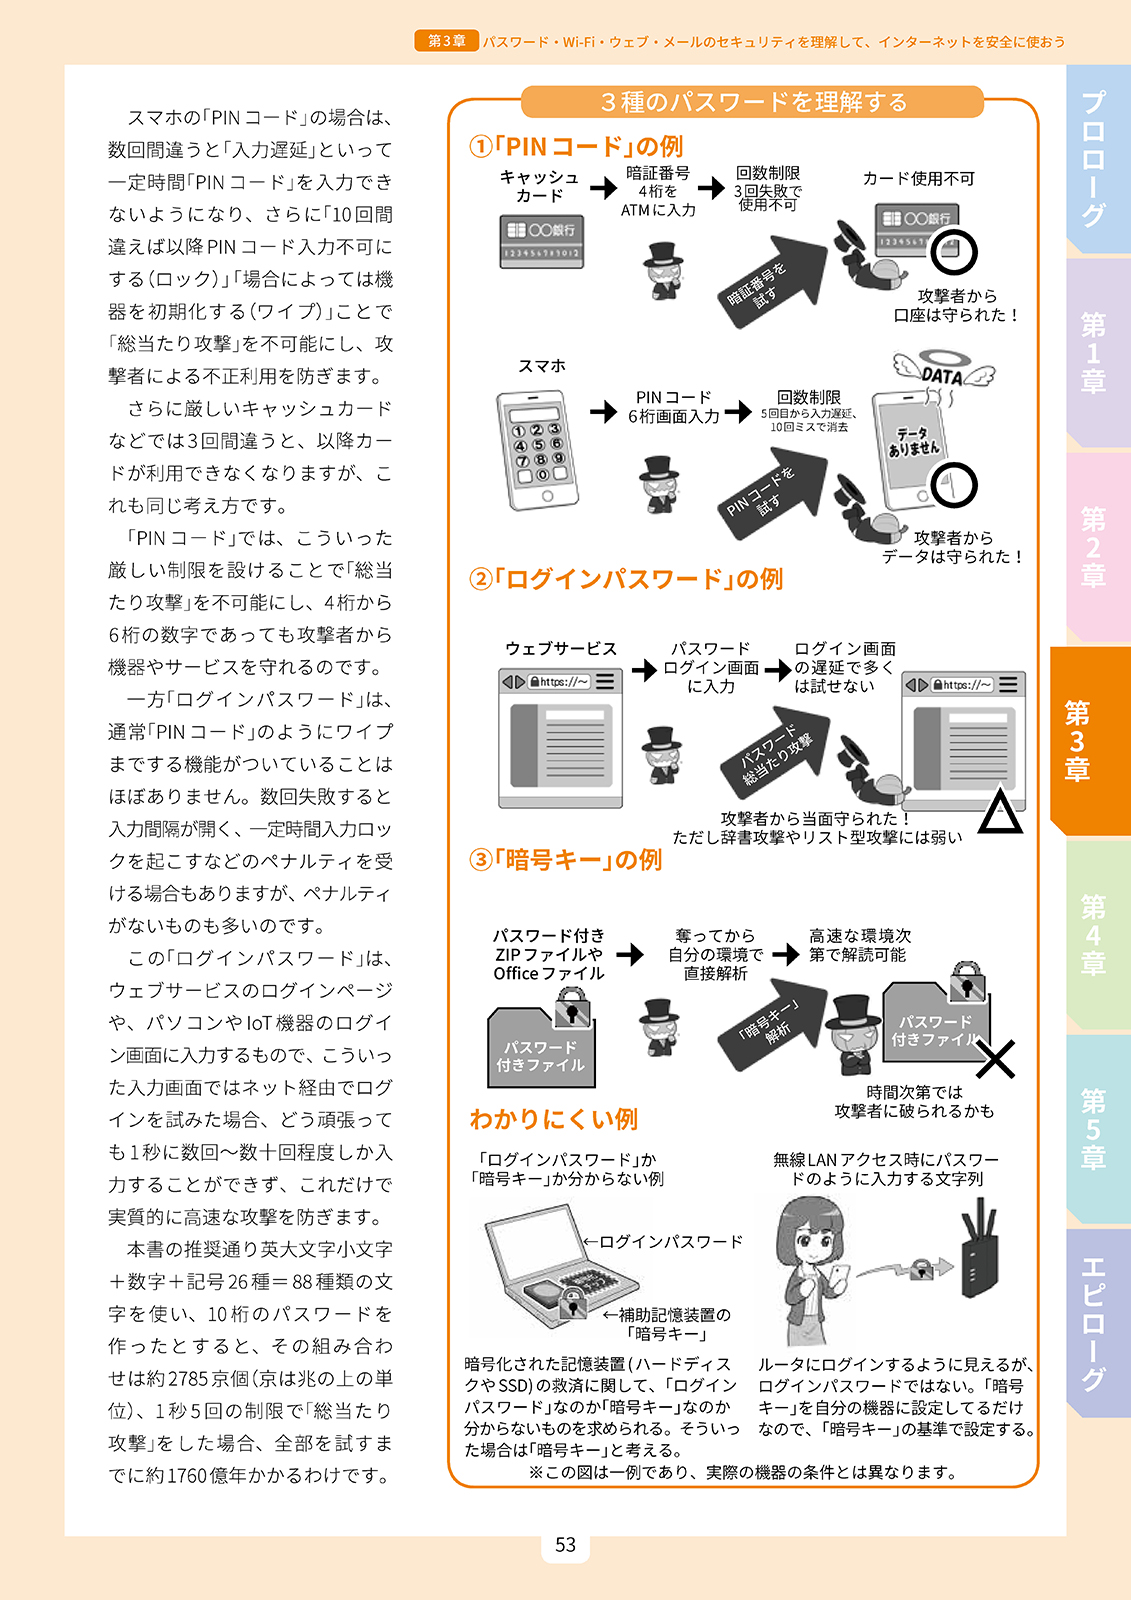 第3章 パスワード・Wi-Fi・ウェブ・メールのセキュリティを理解して、インターネットを安全に使おう
スマホの「PINコード」の場合は、
数回間違うと「入力遅延」といって
一定時間「PINコード」を入力でき
ないようになり、さらに「10回間
違えば以降PINコード入力不可に
する（ロック）」「場合によっては機
器を初期化する（ワイプ）」ことで
「総当たり攻撃」を不可能にし、攻
撃者による不正利用を防ぎます。
さらに厳しいキャッシュカード
などでは3回間違うと、以降カー
ドが利用できなくなりますが、こ
れも同じ考え方です。
「PINコード」では、こういった
厳しい制限を設けることで「総当
たり攻撃」を不可能にし、4桁から
6桁の数字であっても攻撃者から
機器やサービスを守れるのです。
一方「ログインパスワード」は、
通常「PINコード」のようにワイプ
までする機能がついていることは
ほぼありません。数回失敗すると
入力間隔が開く、一定時間入力ロッ
クを起こすなどのペナルティを受
ける場合もありますが、ペナルティ
がないものも多いのです。
この「ログインパスワード」は、
ウェブサービスのログインページ
や、パソコンやIoT機器のログイ
ン画面に入力するもので、こういっ
た入力画面ではネット経由でログ
インを試みた場合、どう頑張って
も1秒に数回〜数十回程度しか入
力することができず、これだけで
実質的に高速な攻撃を防ぎます。
本書の推奨通り英大文字小文字
＋数字＋記号26種＝88種類の文
字を使い、10桁のパスワードを
作ったとすると、その組み合わ
せは約2785京個（京は兆の上の単
位）、1秒5回の制限で「総当たり
攻撃」をした場合、全部を試すま
でに約1760億年かかるわけです。
３種のパスワードを理解する
①「PINコード」の例
キャッシュ
カード
暗証番号
4桁を
ATMに入力
回数制限
3回失敗で
使用不可
カード使用不可
〇〇銀行
123456789012
暗証番号を
試す
〇〇銀行
攻撃者から
口座は守られた！
スマホ
①②③
④⑤⑥
⑦⑧⑨
⓪
PINコード
6桁画面入力
回数制限
5回目から入力遅延、
10回ミスで消去
DATA
データ
ありません
PINコードを
試す
攻撃者から
データは守られた！
②「ログインパスワード」の例
ウェブサービス
https://〜
パスワード
ログイン画面
に入力
ログイン画面
の遅延で多く
は試せない
https://〜
パスワード
総当たり攻撃
攻撃者から当面守られた！
ただし辞書攻撃やリスト型攻撃には弱い
③「暗号キー」の例
パスワード付き
ZIPファイルや
Officeファイル
奪ってから
自分の環境で
直接解析
高速な環境次
第で解読可能
パスワード
付きファイル
「暗号キー」
解析
パスワード
付きファイル
時間次第では
攻撃者に破られるかも
わかりにくい例
「ログインパスワード」か
「暗号キー」か分からない例
←ログインパスワード
←補助記憶装置の
「暗号キー」
暗号化された記憶装置(ハードディス
クやSSD)の救済に関して、「ログイン
パスワード」なのか「暗号キー」なのか
分からないものを求められる。そういっ
た場合は「暗号キー」と考える。
無線LANアクセス時にパスワー
ドのように入力する文字列
ルータにログインするように見えるが、
ログインパスワードではない。「暗号
キー」を自分の機器に設定してるだけ
なので、「暗号キー」の基準で設定する。
※この図は一例であり、実際の機器の条件とは異なります。
プロローグ
第1章
第2章
第3章
第4章
第5章
エピローグ
53